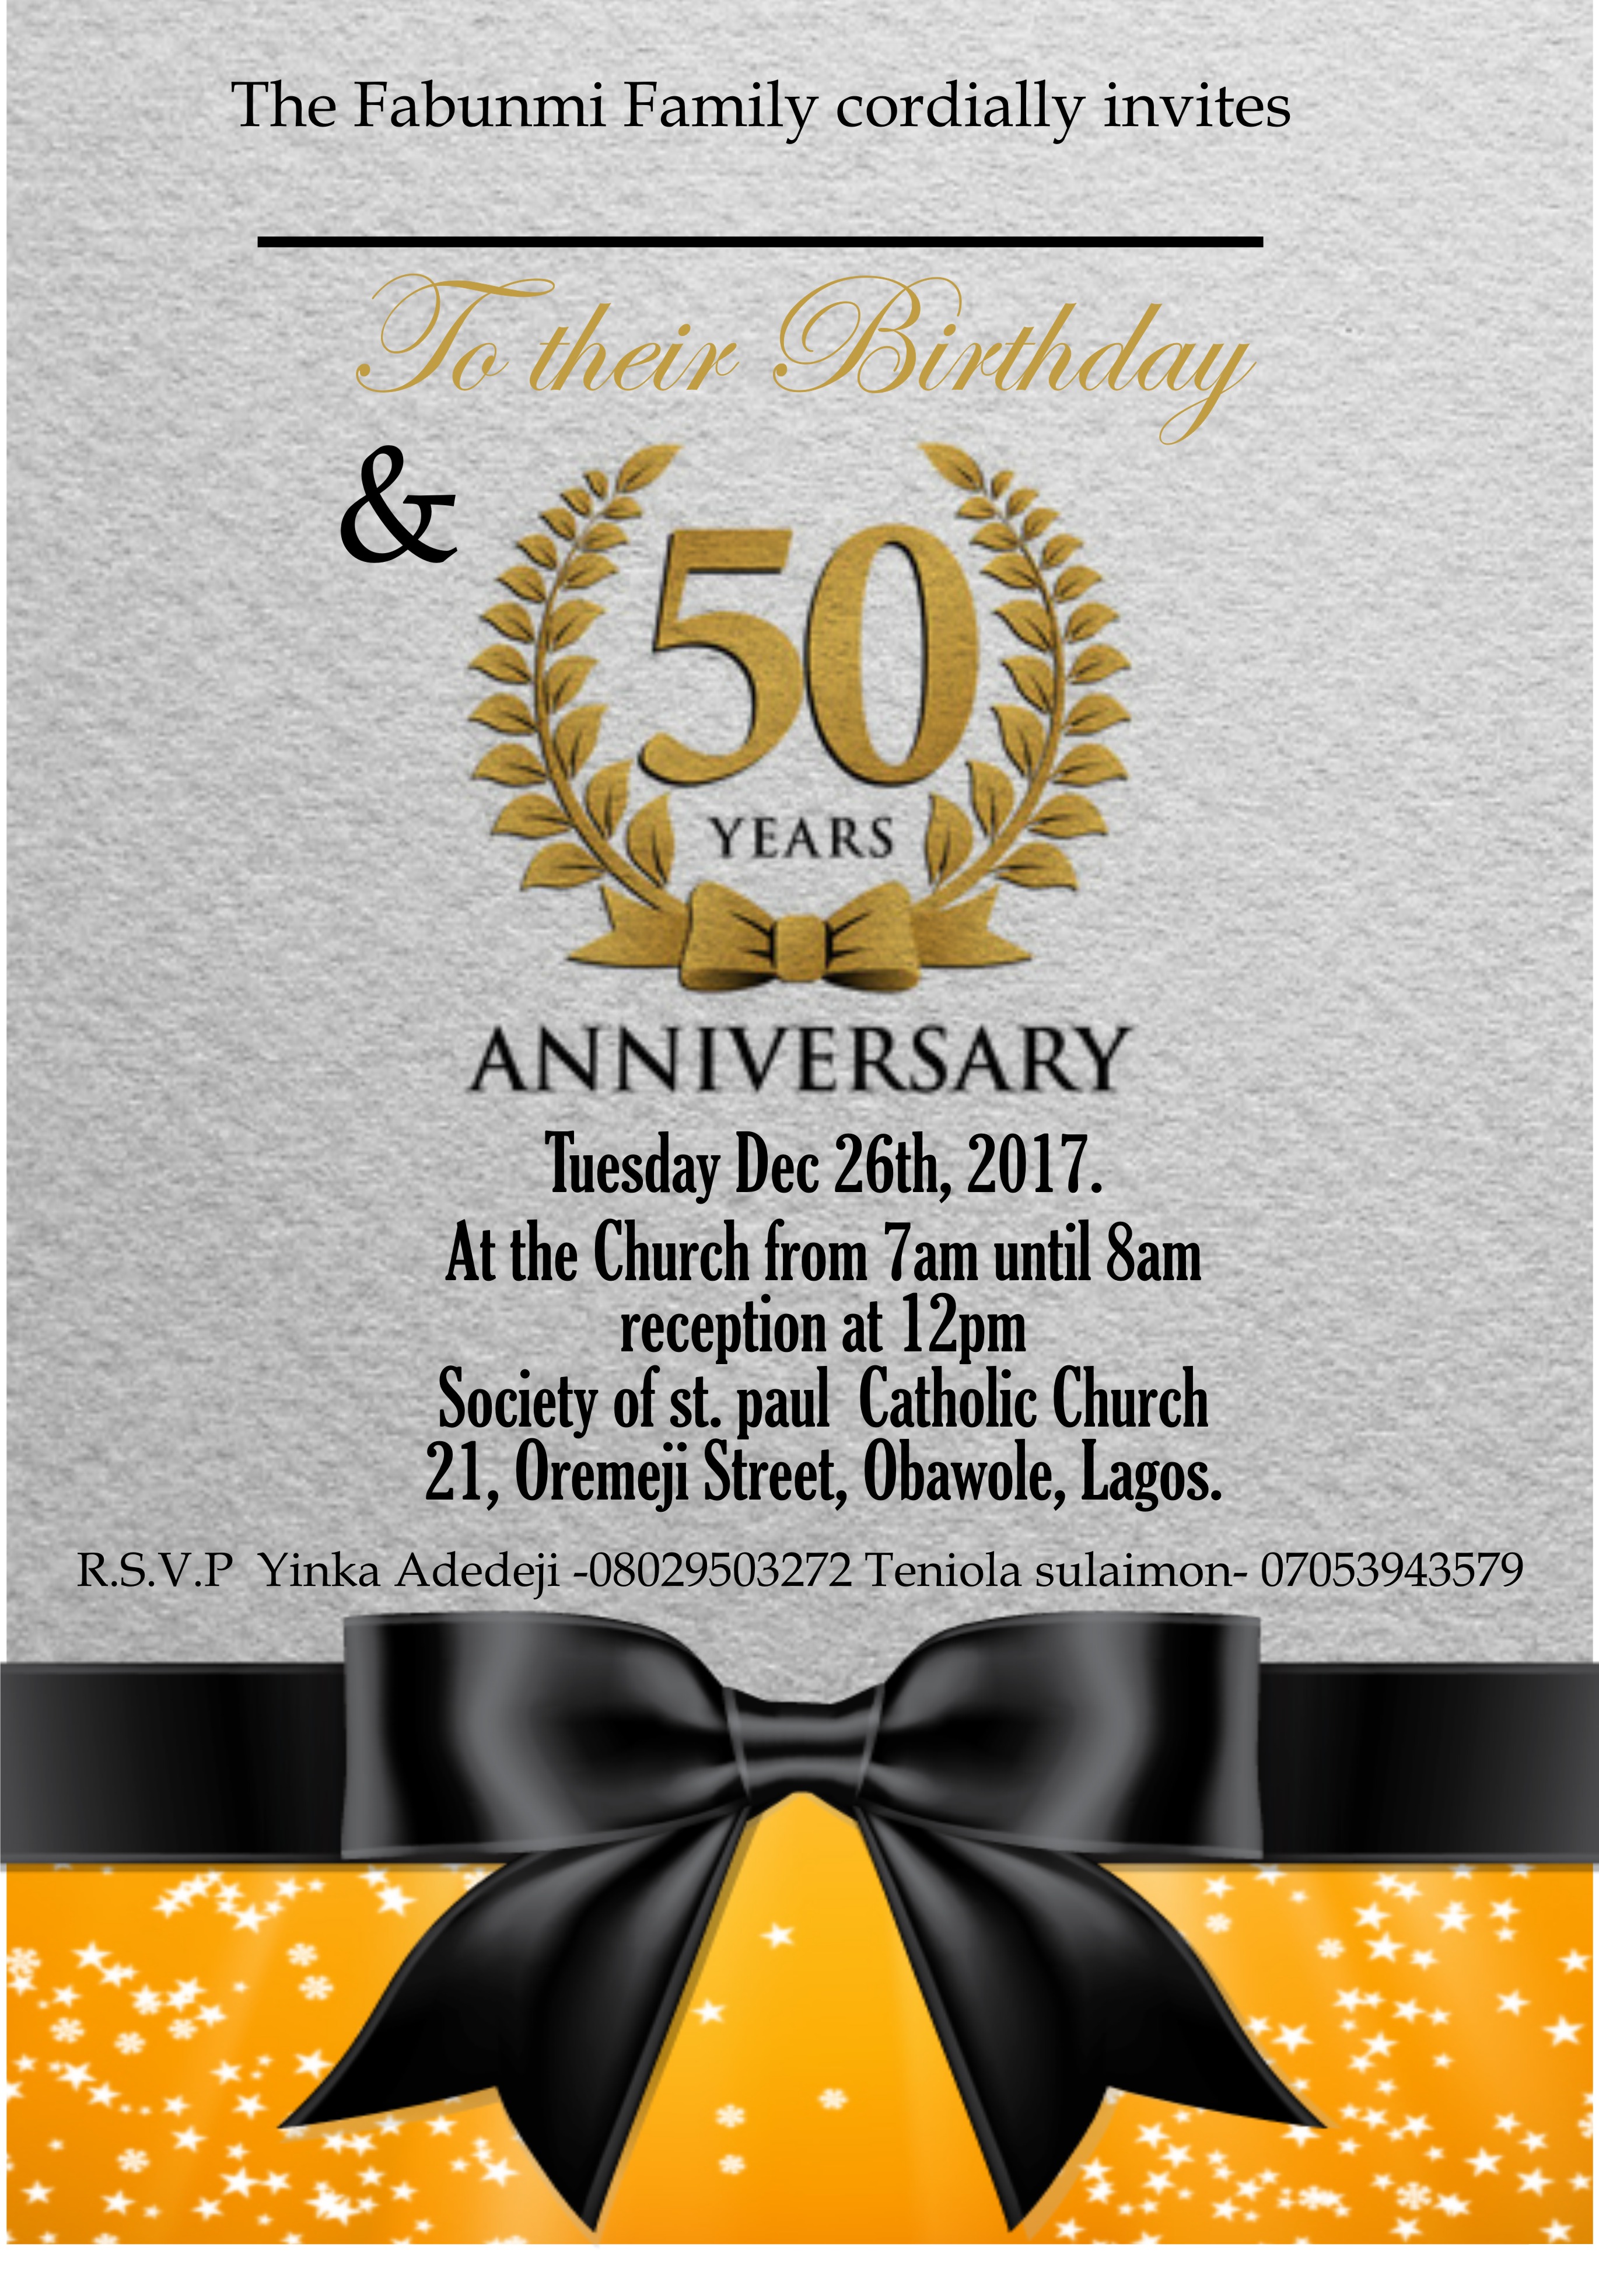 The Fabunmi Family cordially invites
To their Birthday
&
50
YEARS
ANNIVERSARY
Tuesday Dec 26th, 2017.
At the Church from 7am until 8am
reception at 12pm
Society of st. paul  Catholic Church
21, Oremeji Street, Obawole, Lagos.
R.S.V.P  Yinka Adedeji -08029503272 Teniola sulaimon- 07053943579